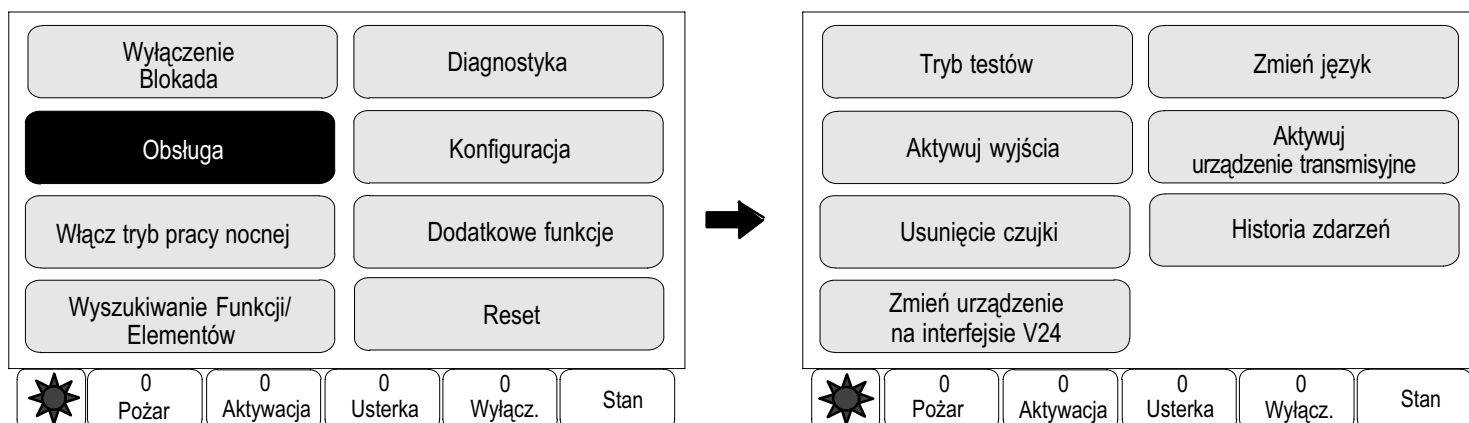 Wyłączenie
Blokada
Diagnostyka
Obsługa
Konfiguracja
Włącz tryb pracy nocnej
Dodatkowe funkcje
Wyszukiwanie Funkcji/
Elementów
Reset
0
Pożar
0
Aktywacja
0
Usterka
0
Wyłącz.
Stan
Tryb testów
Zmień język
Aktywuj wyjścia
Aktywuj
urządzenie transmisyjne
Usunięcie czujki
Historia zdarzeń
Zmień urządzenie
na interfejsie V24
0
Pożar
0
Aktywacja
0
Usterka
0
Wyłącz.
Stan